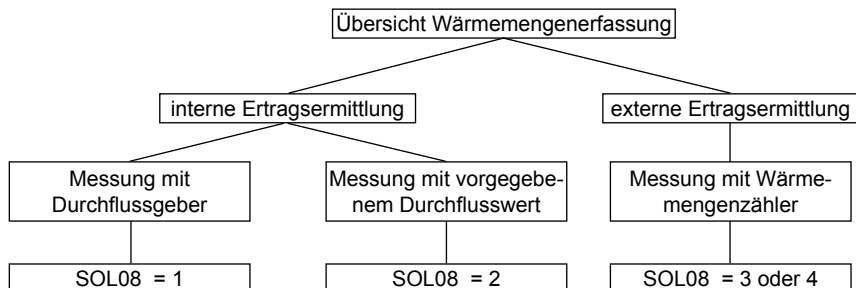 Übersicht Wärmemengenerfassung
interne Ertragsermittlung
externe Ertragsermittlung
Messung mit
Durchflussgeber
Messung mit vorgegebe-
nem Durchflusswert
Messung mit Wärme-
mengenzähler
SOL08 = 1
SOL08 = 2
SOL08 = 3 oder 4